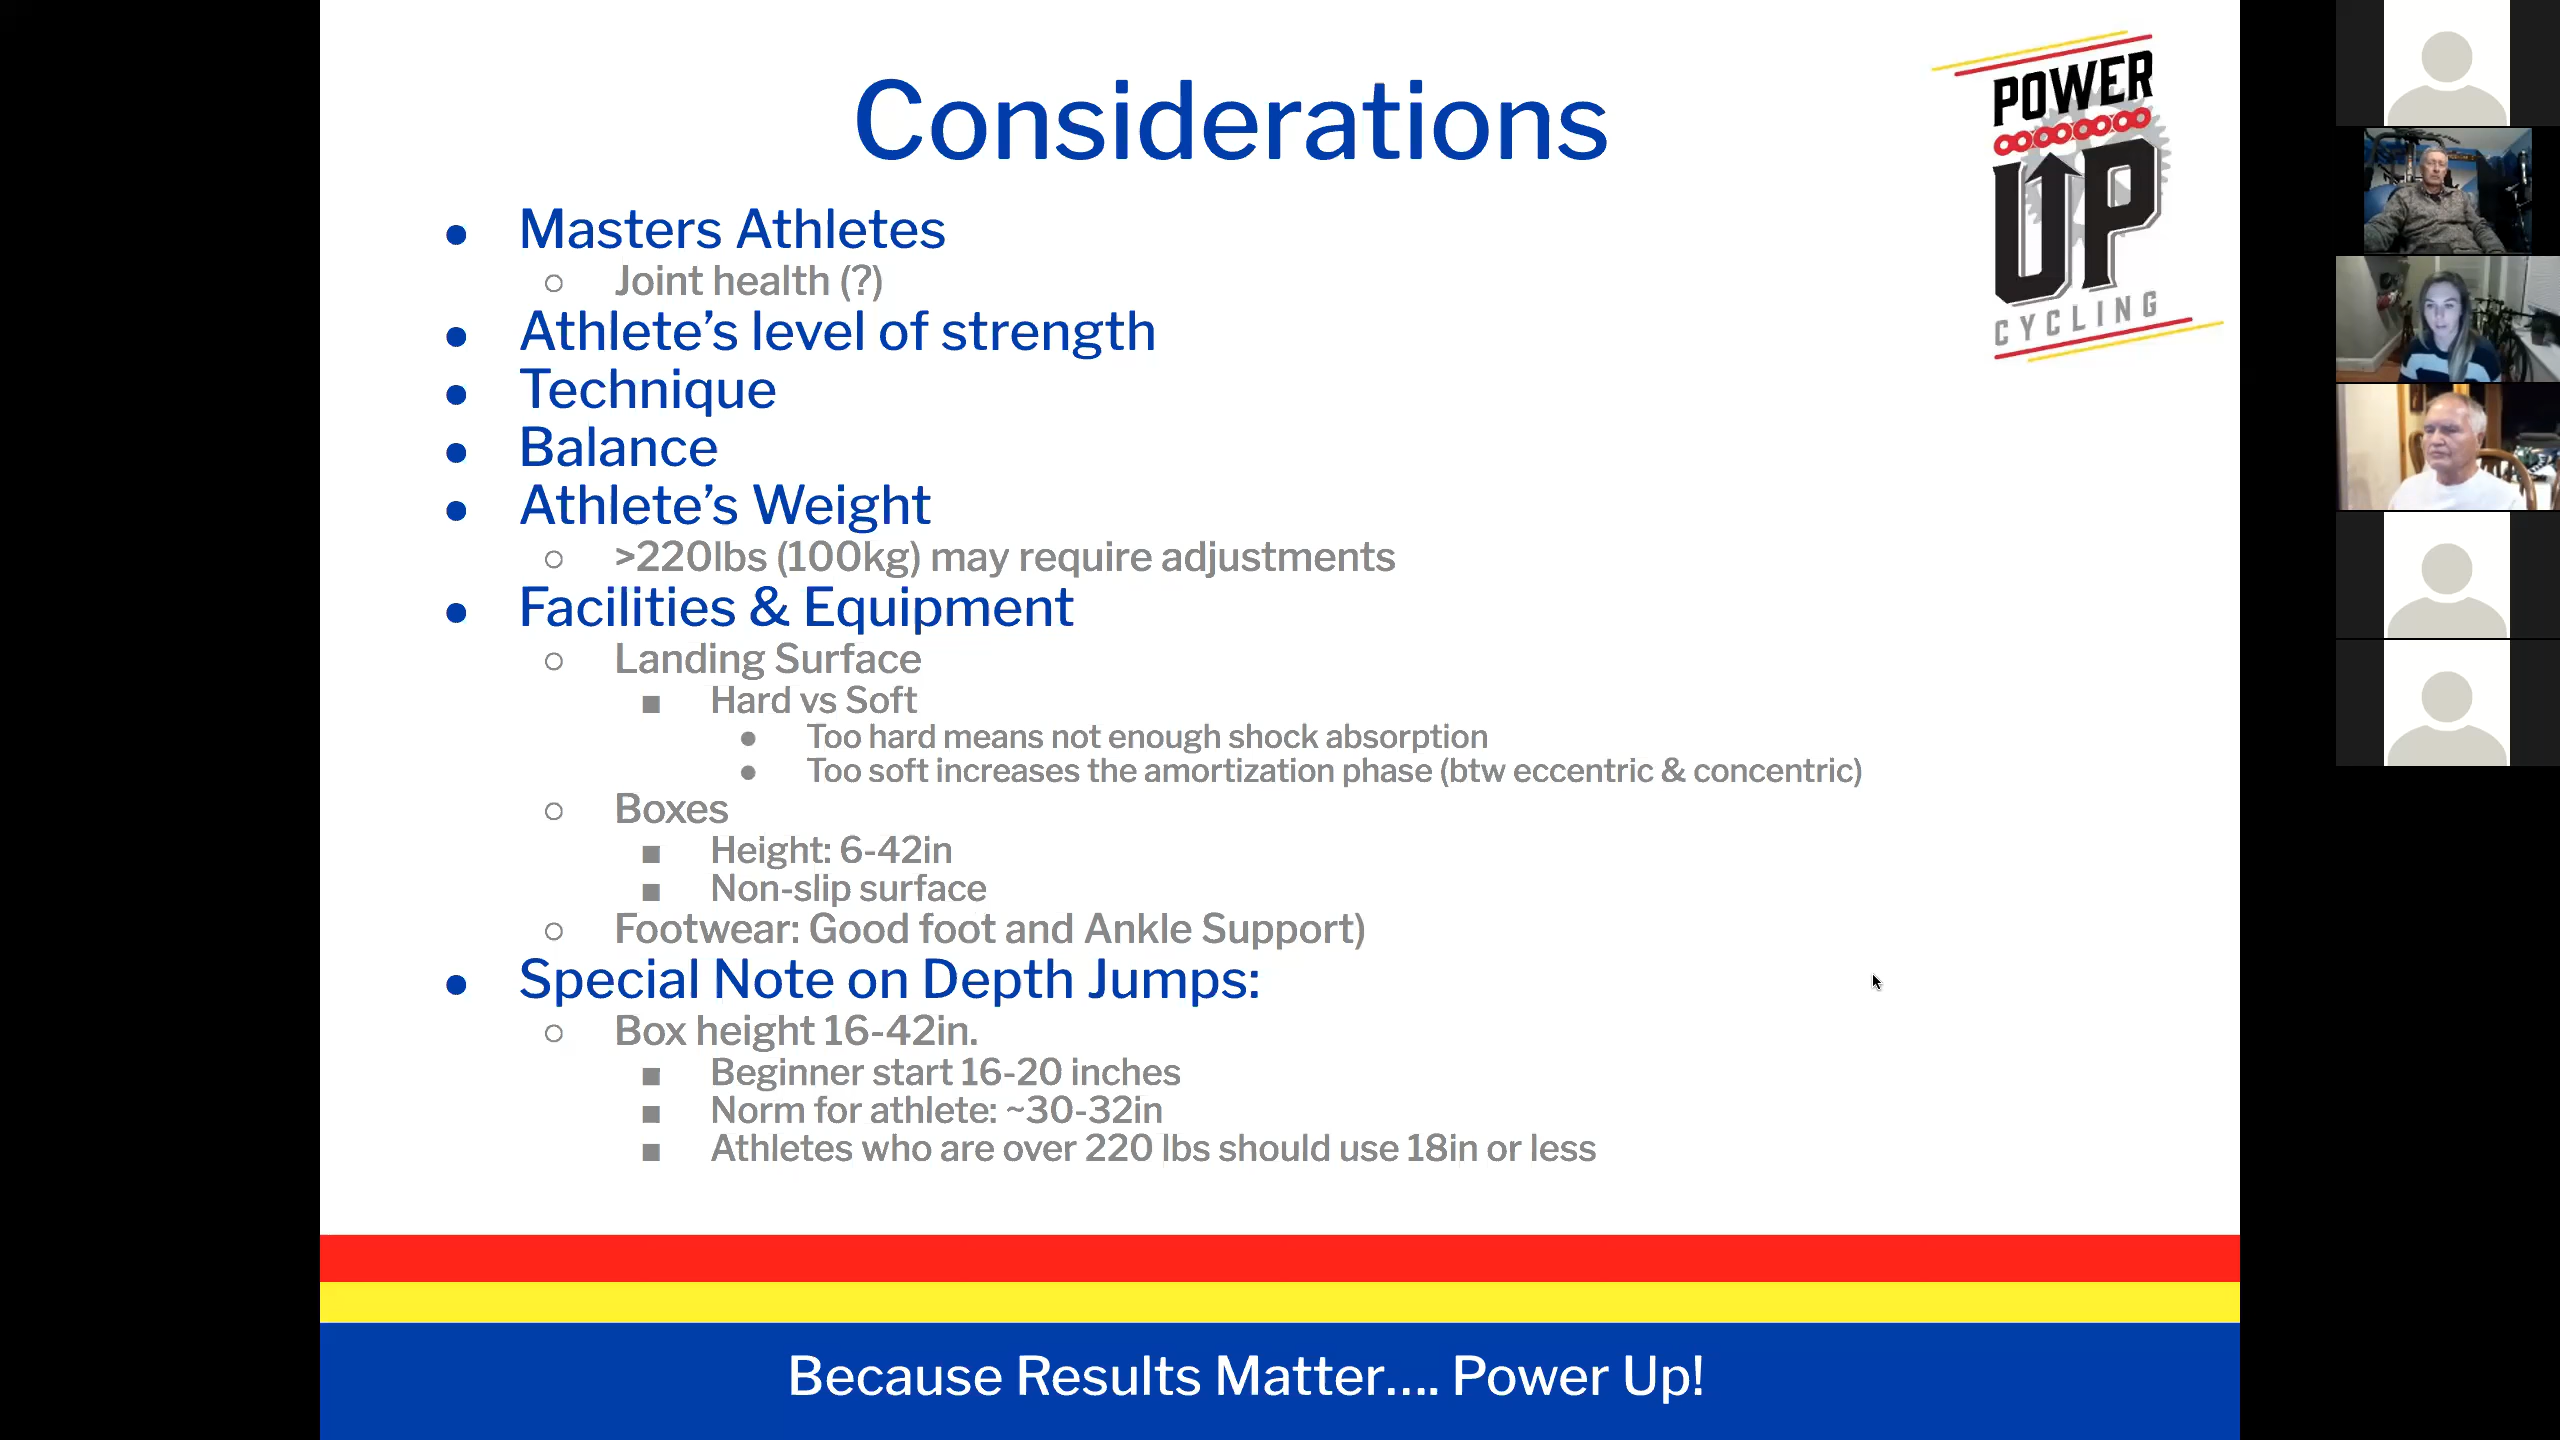 Considerations
POWER
UP
CYCLING
● Masters Athletes
○ Joint health (?)
● Athlete’s level of strength
● Technique
● Balance
● Athlete’s Weight
○ >220lbs (100kg) may require adjustments
● Facilities & Equipment
○ Landing Surface
■ Hard vs Soft
● Too hard means not enough shock absorption
● Too soft increases the amortization phase (btw eccentric & concentric)
○ Boxes
■ Height: 6-42in
■ Non-slip surface
○ Footwear: Good foot and Ankle Support)
● Special Note on Depth Jumps:
○ Box height 16-42in.
■ Beginner start 16-20 inches
■ Norm for athlete: ~30-32in
■ Athletes who are over 220 lbs should use 18in or less
Because Results Matter.... Power Up!